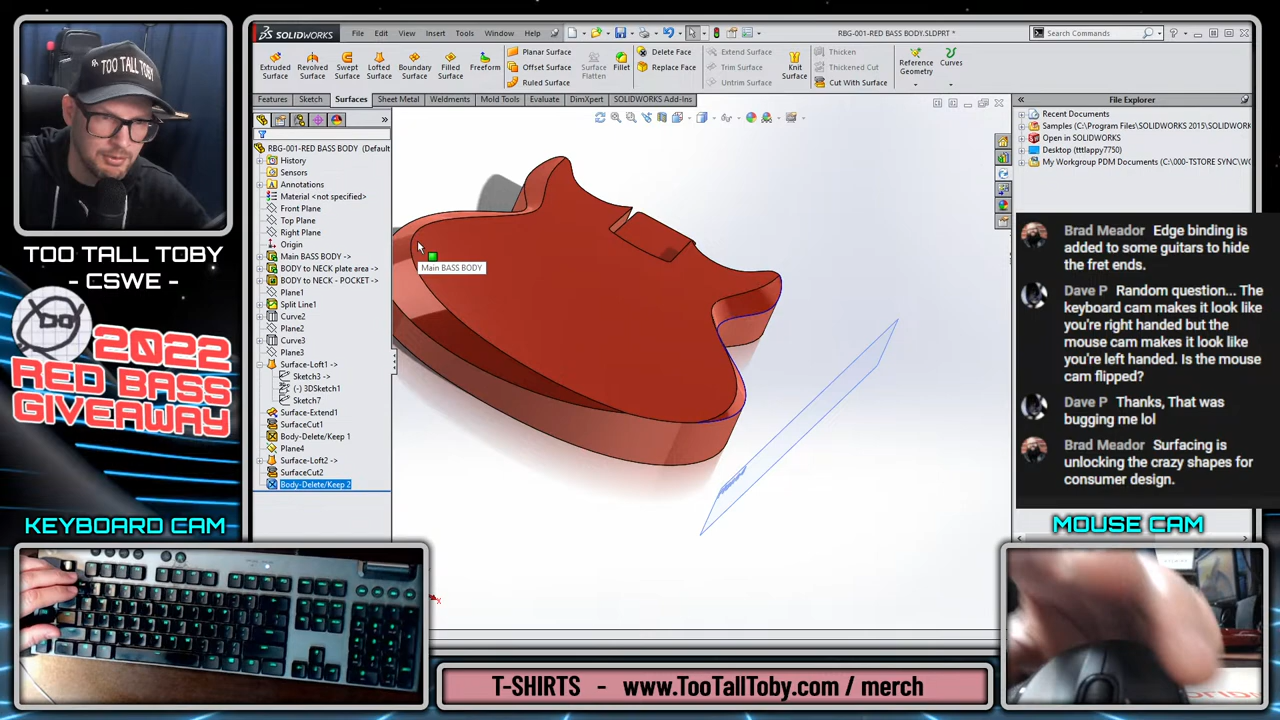 TOO TALL TOBY
TOO TALL TOBY
- CSWE -
2022
RED BASS
GIVEAWAY
KEYBOARD CAM
SOLIDWORKS
File Edit View Insert Tools Window Help
RBG-001-RED BASS BODY.SLDPRT *
Search Commands
Extruded Surface
Revolved Surface
Swept Surface
Lofted Surface
Boundary Surface
Filled Surface
Freeform
Planar Surface
Offset Surface
Ruled Surface
Surface Flatten
Fillet
Delete Face
Replace Face
Extend Surface
Trim Surface
Untrim Surface
Knit Surface
Thicken
Thickened Cut
Cut With Surface
Reference Geometry
Curves
Features Sketch Surfaces Sheet Metal Weldments Mold Tools Evaluate DimXpert SOLIDWORKS Add-Ins
RBG-001-RED BASS BODY (Default
History
Sensors
Annotations
Material <not specified>
Front Plane
Top Plane
Right Plane
Origin
Main BASS BODY ->
BODY to NECK plate area ->
BODY to NECK - POCKET ->
Plane1
Split Line1
Curve2
Plane2
Curve3
Plane3
Surface-Loft1 ->
Sketch3 ->
(-) 3DSketch1
Sketch7
Surface-Extend1
SurfaceCut1
Body-Delete/Keep 1
Plane4
Surface-Loft2 ->
SurfaceCut2
Body-Delete/Keep 2
Main BASS BODY
x
File Explorer
Recent Documents
Samples (C:\Program Files\SOLIDWORKS 2015\SOLIDWORK
Open in SOLIDWORKS
Desktop (tttlappy7750)
My Workgroup PDM Documents (C:\000-TSTORE SYNC\WO
Brad Meador Edge binding is
added to some guitars to hide
the fret ends.
Dave P Random question... The
keyboard cam makes it look like
you're right handed but the
mouse cam makes it look like
you're left handed. Is the mouse
cam flipped?
Dave P Thanks, That was
bugging me lol
Brad Meador Surfacing is
unlocking the crazy shapes for
consumer design.
MOUSE CAM
T-SHIRTS - www.TooTallToby.com / merch